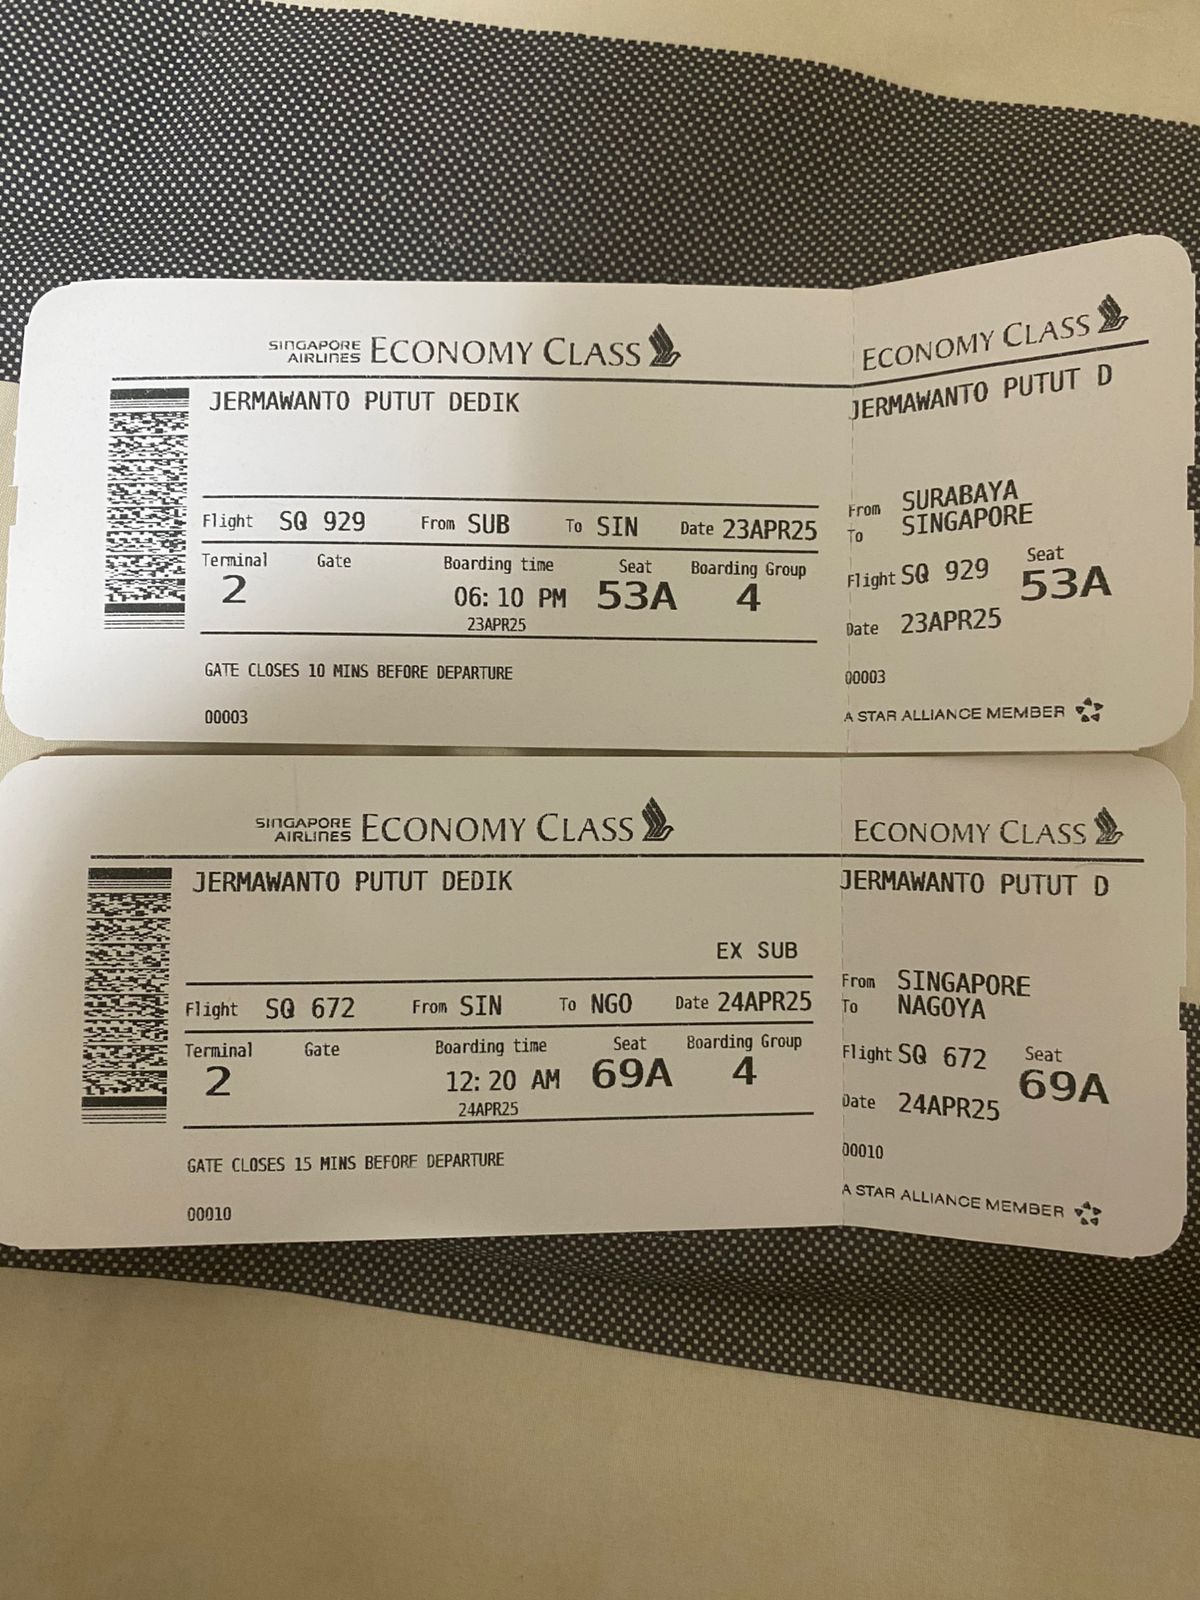 SINGAPORE AIRLINES ECONOMY CLASS
JERMAWANTO PUTUT DEDIK
Flight SQ 929 From SUB To SIN Date 23APR25
Terminal Gate Boarding time Seat Boarding Group
2 06:10 PM 53A 4
23APR25
GATE CLOSES 10 MINS BEFORE DEPARTURE
00003
ECONOMY CLASS
JERMAWANTO PUTUT D
From SURABAYA
To SINGAPORE
Flight SQ 929 Seat 53A
Date 23APR25
00003
A STAR ALLIANCE MEMBER
SINGAPORE AIRLINES ECONOMY CLASS
JERMAWANTO PUTUT DEDIK
EX SUB
Flight SQ 672 From SIN To NGO Date 24APR25
Terminal Gate Boarding time Seat Boarding Group
2 12:20 AM 69A 4
24APR25
GATE CLOSES 15 MINS BEFORE DEPARTURE
00010
ECONOMY CLASS
JERMAWANTO PUTUT D
From SINGAPORE
To NAGOYA
Flight SQ 672 Seat 69A
Date 24APR25
00010
A STAR ALLIANCE MEMBER